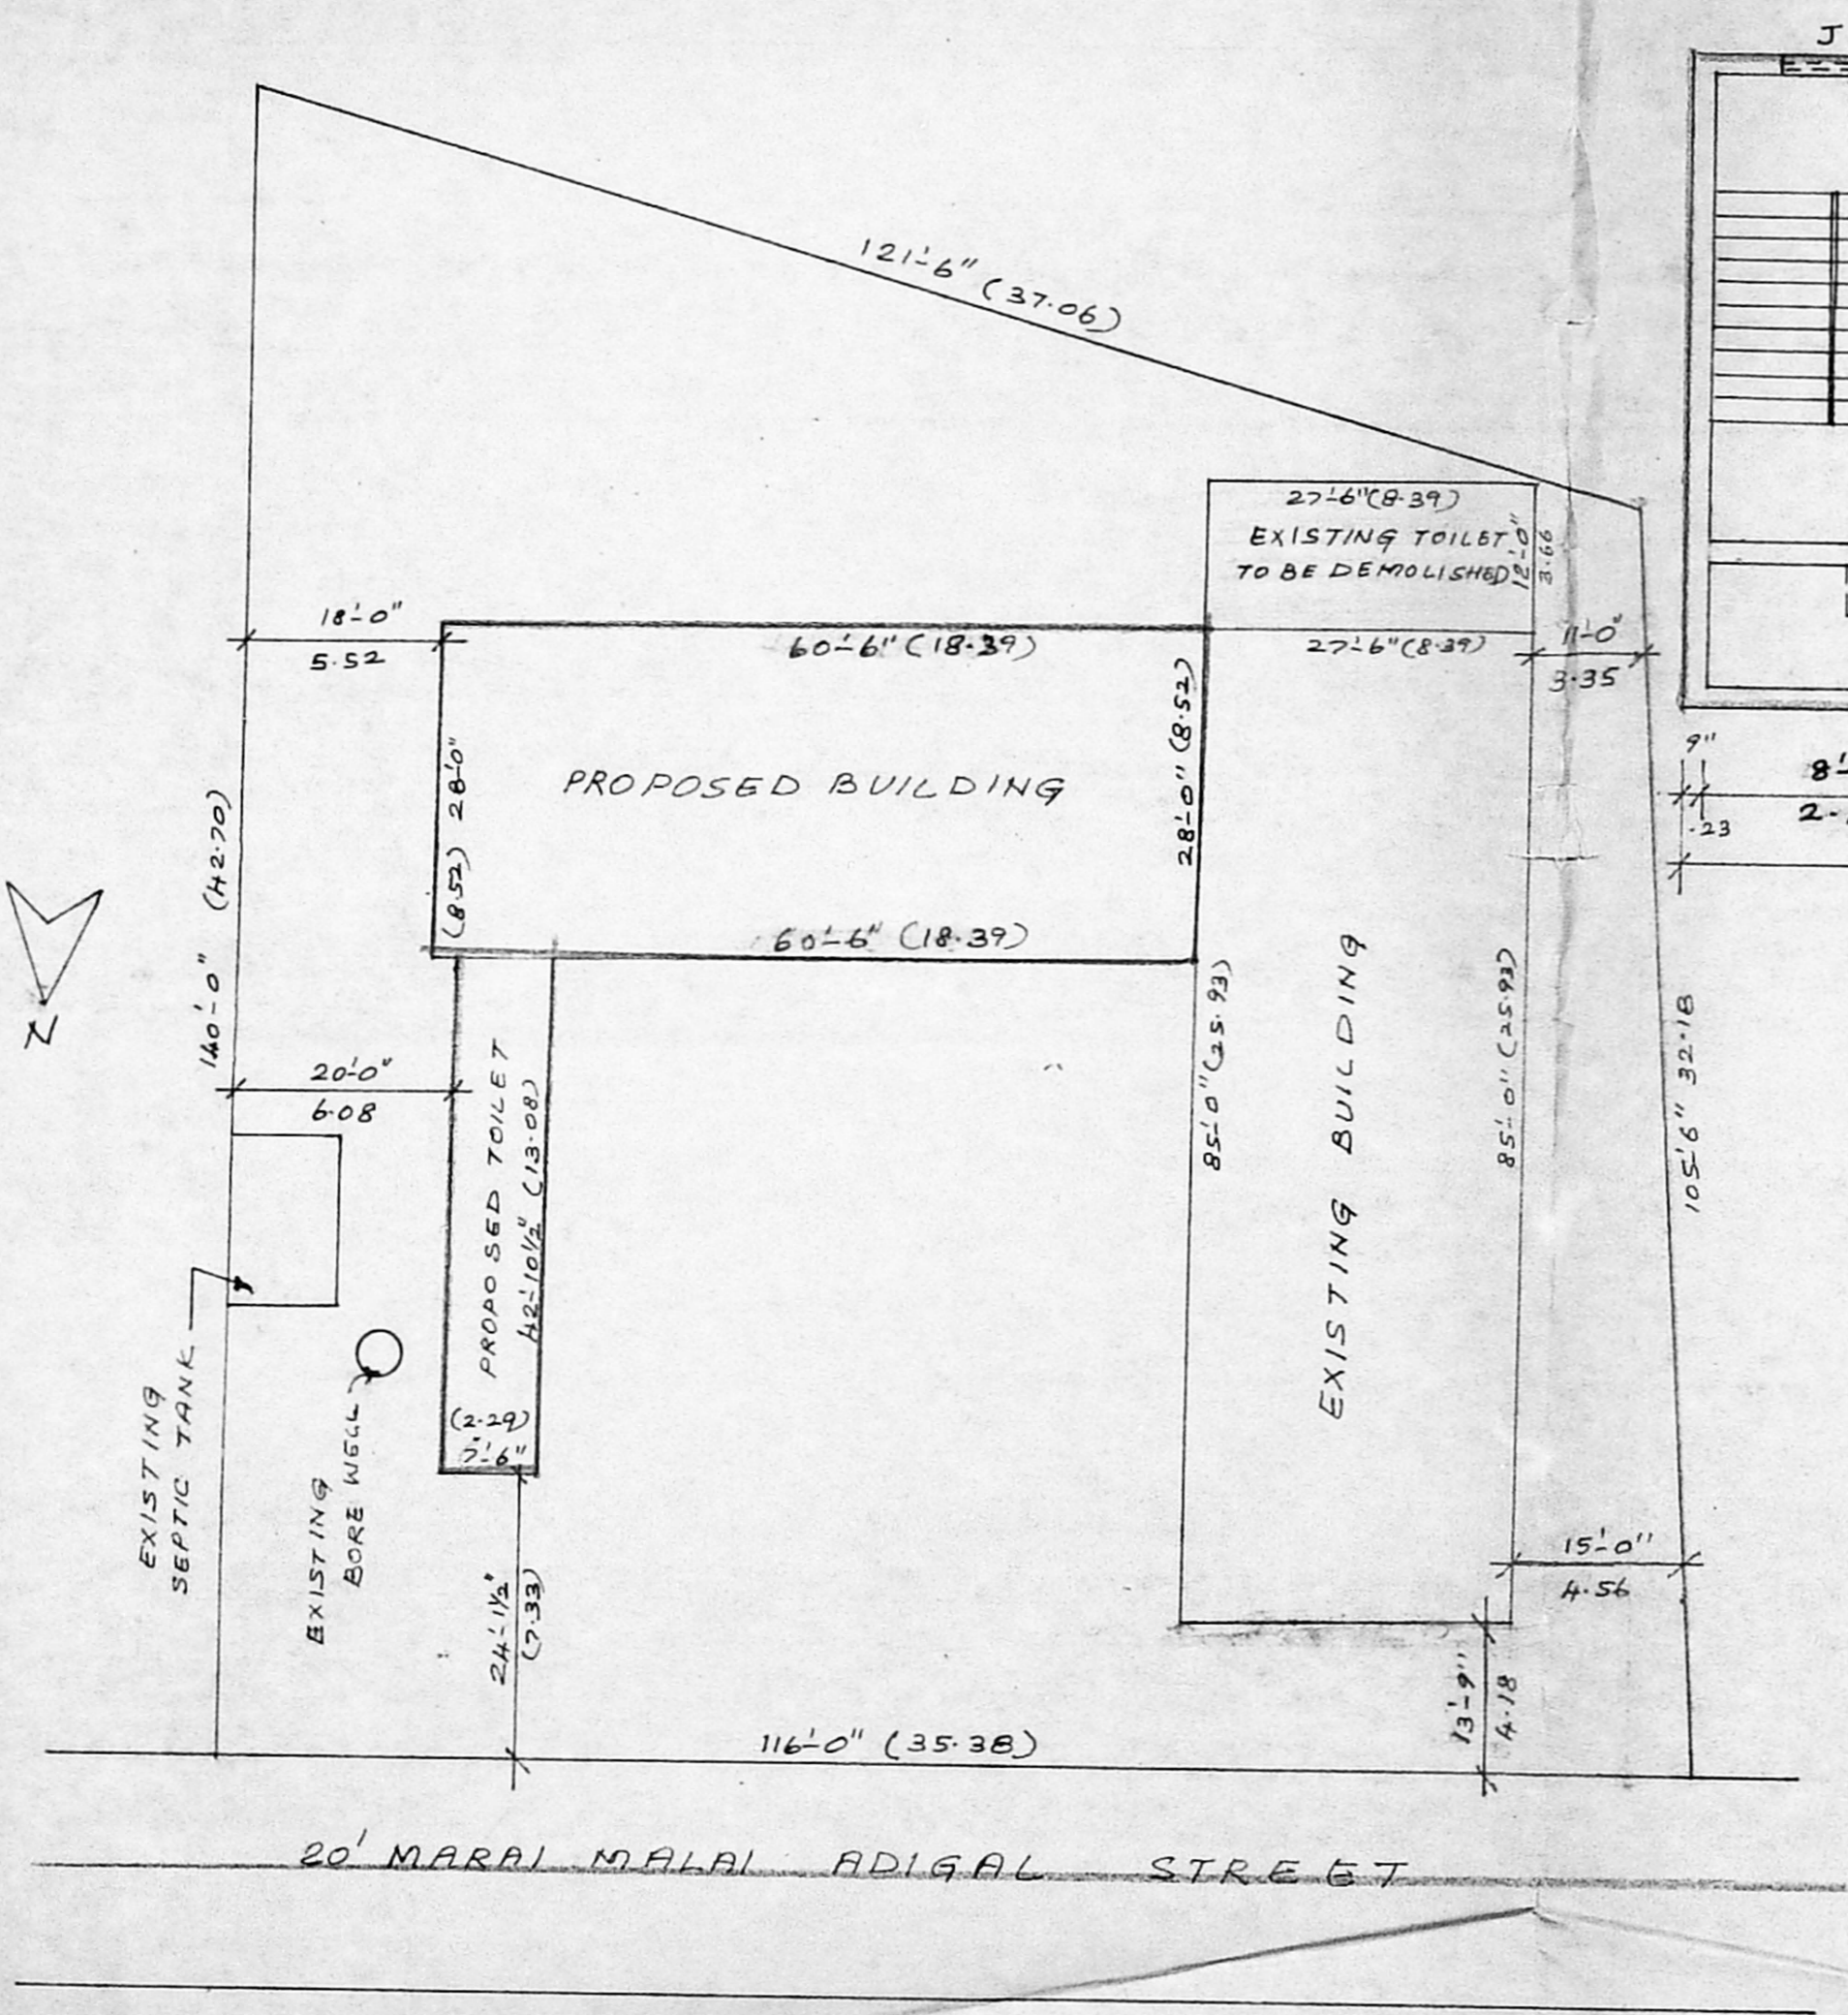 J
121'-6" (37.06)
27'-6"(8.39)
EXISTING TOILET
TO BE DEMOLISHED
12'-0"
3.66
18'-0"
5.52
60'-6" (18.39)
27'-6"(8.39)
11'-0"
3.35
(8.52) 28'-0"
PROPOSED BUILDING
28'-0" (8.52)
9"
.23
8'-
2.
140'-0" (42.70)
60'-6" (18.39)
N
20'-0"
6.08
PROPOSED TOILET
42'-10½" (13.08)
85'-0" (25.93)
EXISTING BUILDING
85'-0" (25.93)
105'-6" 32.18
EXISTING
SEPTIC TANK
EXISTING
BORE WELL
(2.29)
7'-6"
24'-1½"
(7.33)
15'-0"
4.56
13'-9"
4.18
116'-0" (35.38)
20' MARAI MALAI ADIGAL STREET